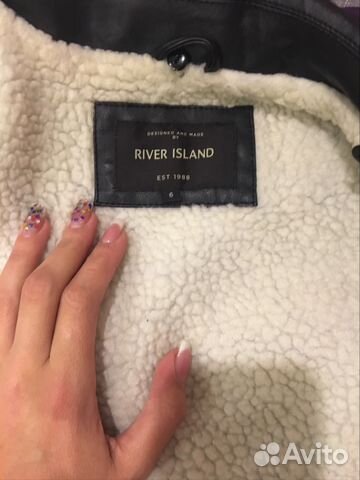 DESIGNED AND MADE
BY
RIVER ISLAND
EST 1988
6
Avito